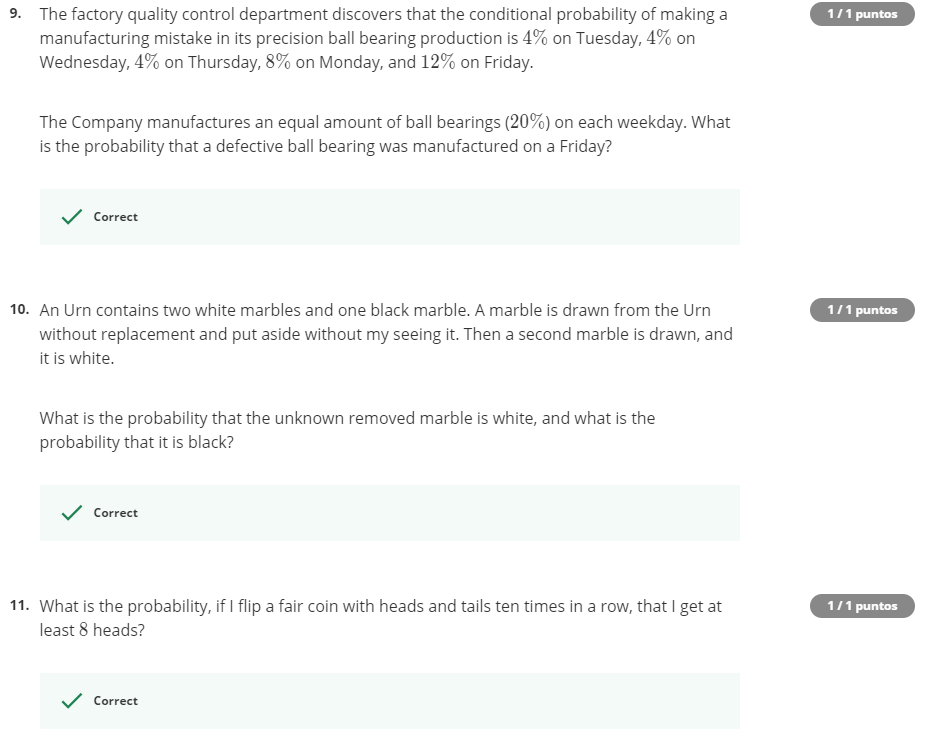 9. The factory quality control department discovers that the conditional probability of making a
1 / 1 puntos
manufacturing mistake in its precision ball bearing production is 4% on Tuesday, 4% on
Wednesday, 4% on Thursday, 8% on Monday, and 12% on Friday.
The Company manufactures an equal amount of ball bearings (20%) on each weekday. What
is the probability that a defective ball bearing was manufactured on a Friday?
Correct
10. An Urn contains two white marbles and one black marble. A marble is drawn from the Urn
1 / 1 puntos
without replacement and put aside without my seeing it. Then a second marble is drawn, and
it is white.
What is the probability that the unknown removed marble is white, and what is the
probability that it is black?
Correct
11. What is the probability, if I flip a fair coin with heads and tails ten times in a row, that I get at
1 / 1 puntos
least 8 heads?
Correct